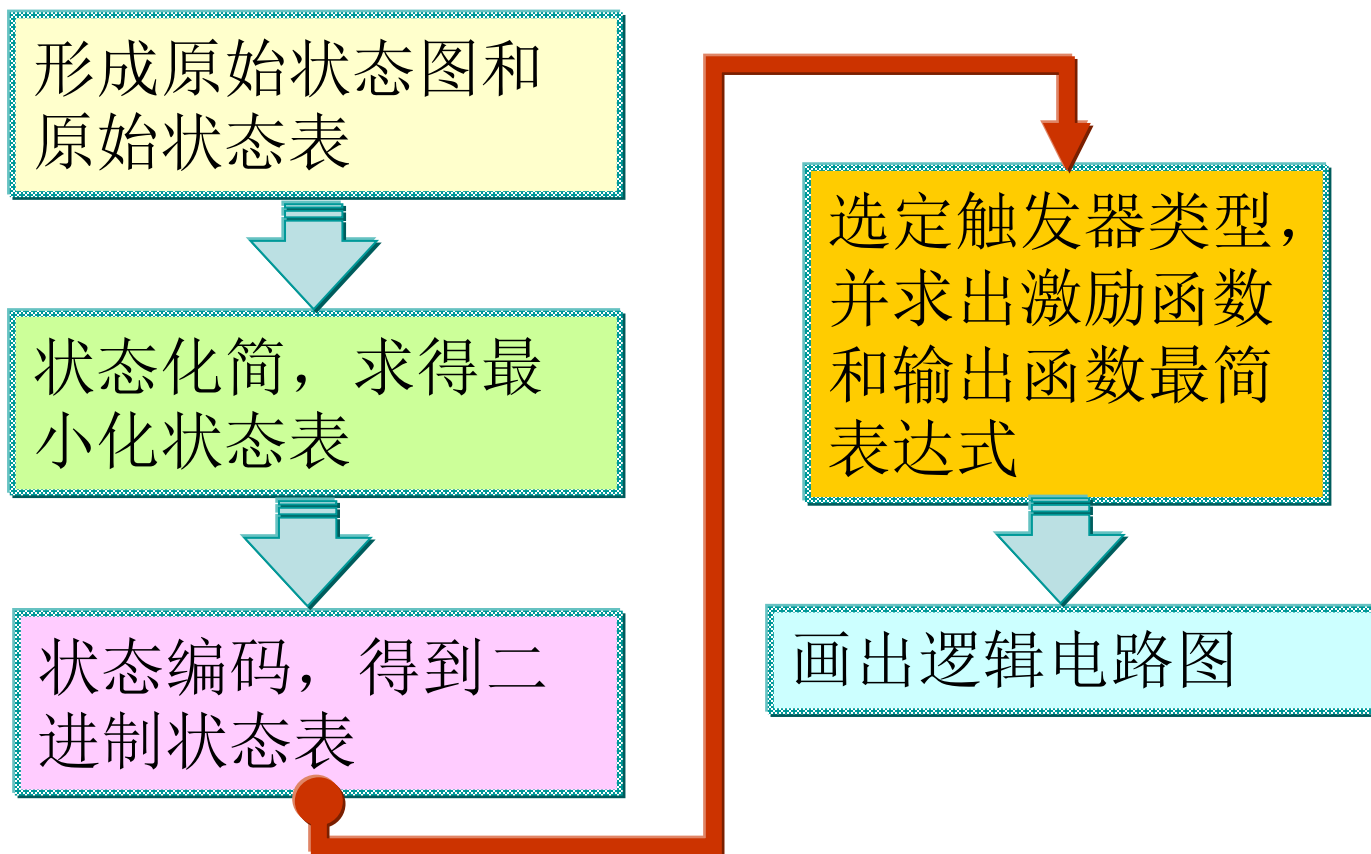 形成原始状态图和
原始状态表
状态化简，求得最
小化状态表
状态编码，得到二
进制状态表
选定触发器类型，
并求出激励函数
和输出函数最简
表达式
画出逻辑电路图